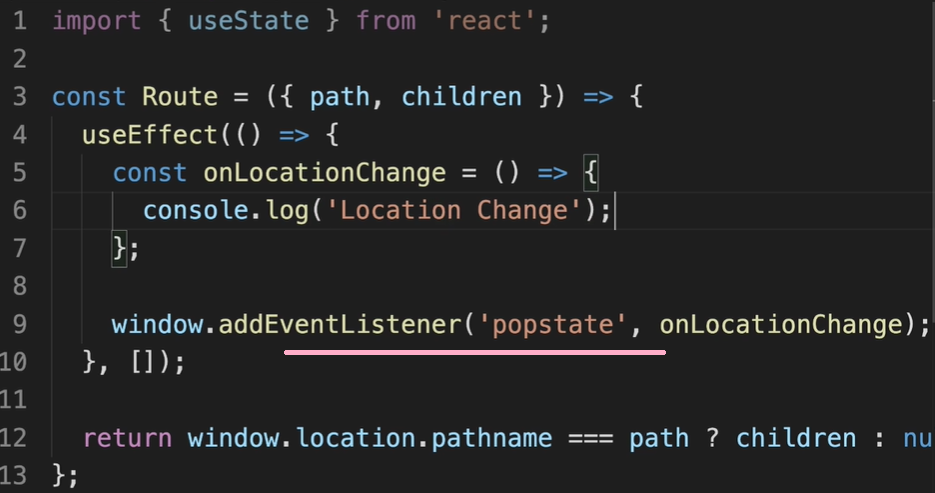 1 import { useState } from 'react';
2
3 const Route = ({ path, children }) => {
4 useEffect(() => {
5 const onLocationChange = () => {
6 console.log('Location Change');
7 };
8
9 window.addEventListener('popstate', onLocationChange);
10 }, []);
11
12 return window.location.pathname === path ? children : nu
13 };